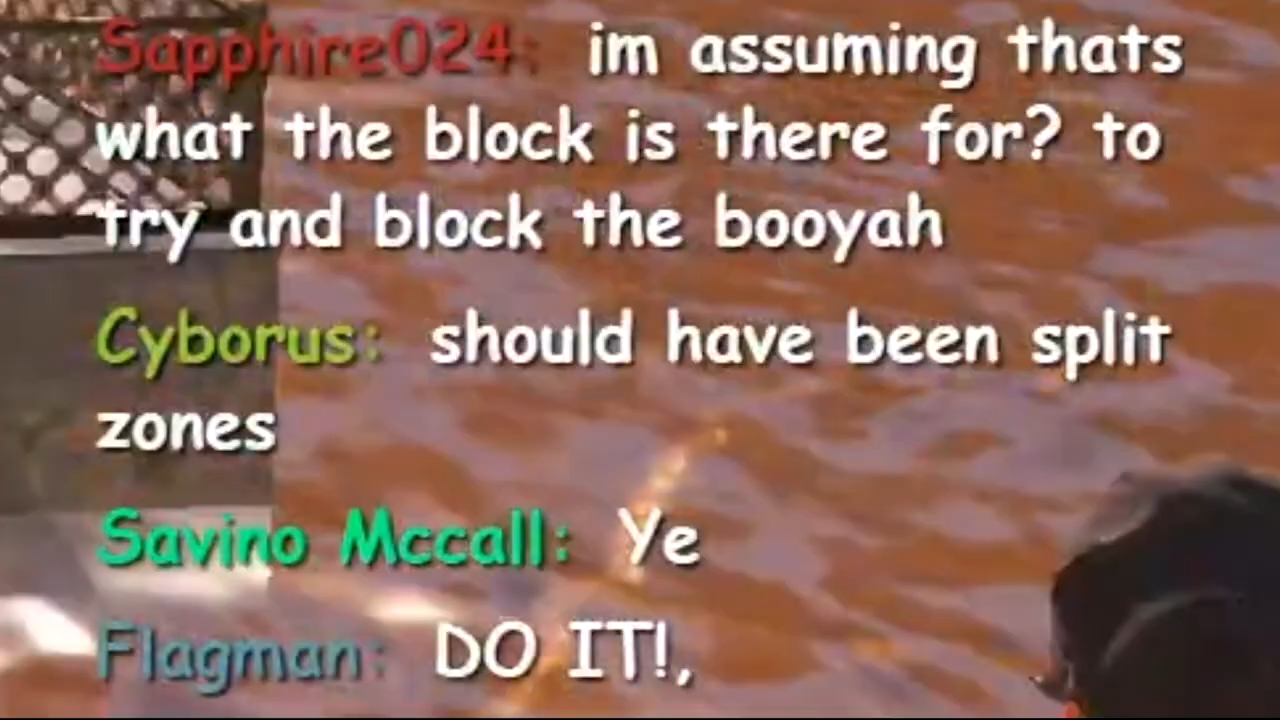 Sapphire024: im assuming thats
what the block is there for? to
try and block the booyah
Cyborus: should have been split
zones
Savino Mccall: Ye
Flagman: DO IT!,